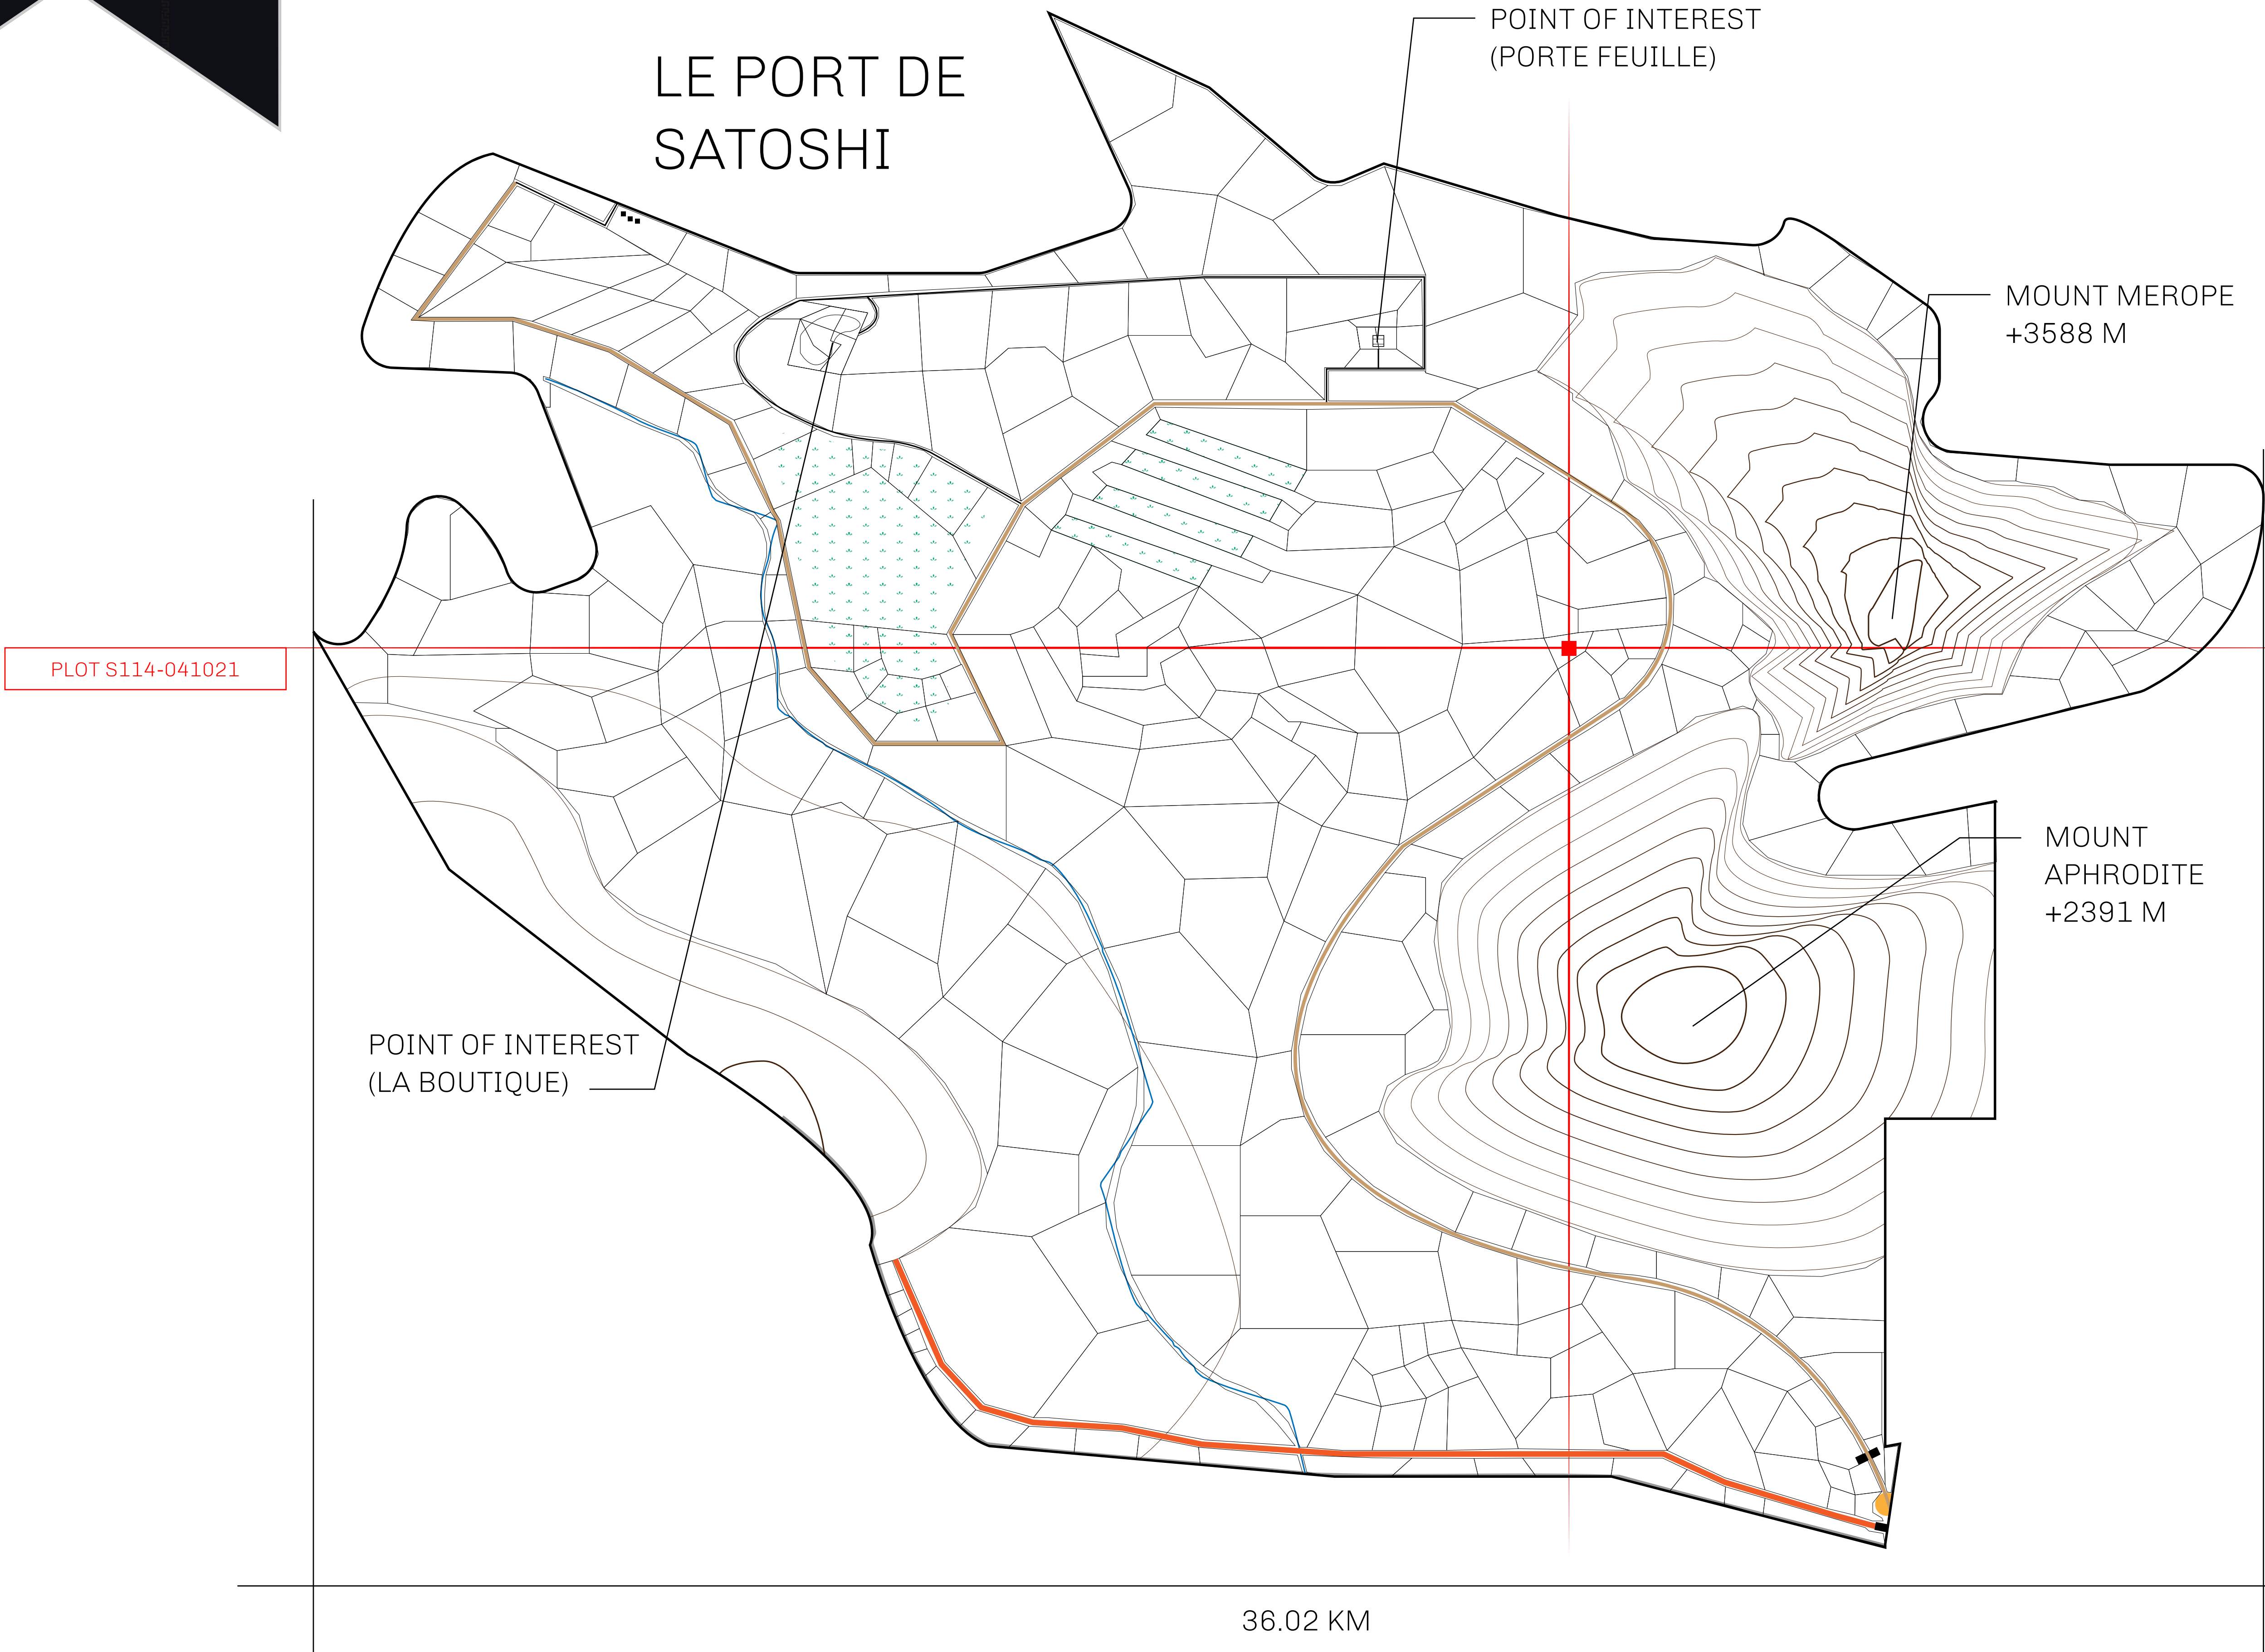 LE PORT DE
SATOSHI
POINT OF INTEREST
(PORTE FEUILLE)
MOUNT MEROPE
+3588 M
PLOT S114-041021
MOUNT
APHRODITE
+2391 M
POINT OF INTEREST
(LA BOUTIQUE)
36.02 KM